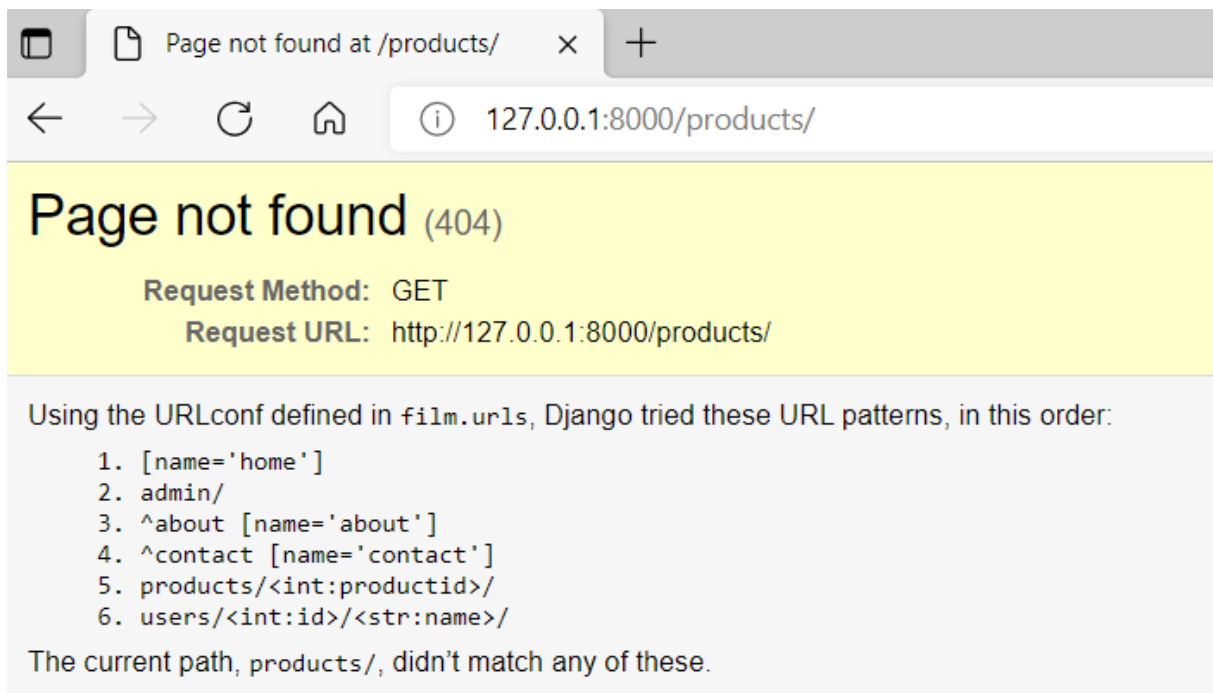 Page not found at /products/
127.0.0.1:8000/products/
Page not found (404)
Request Method: GET
Request URL: http://127.0.0.1:8000/products/
Using the URLconf defined in film.urls, Django tried these URL patterns, in this order:
1. [name='home']
2. admin/
3. ^about [name='about']
4. ^contact [name='contact']
5. products/<int:productid>/
6. users/<int:id>/<str:name>/
The current path, products/, didn’t match any of these.